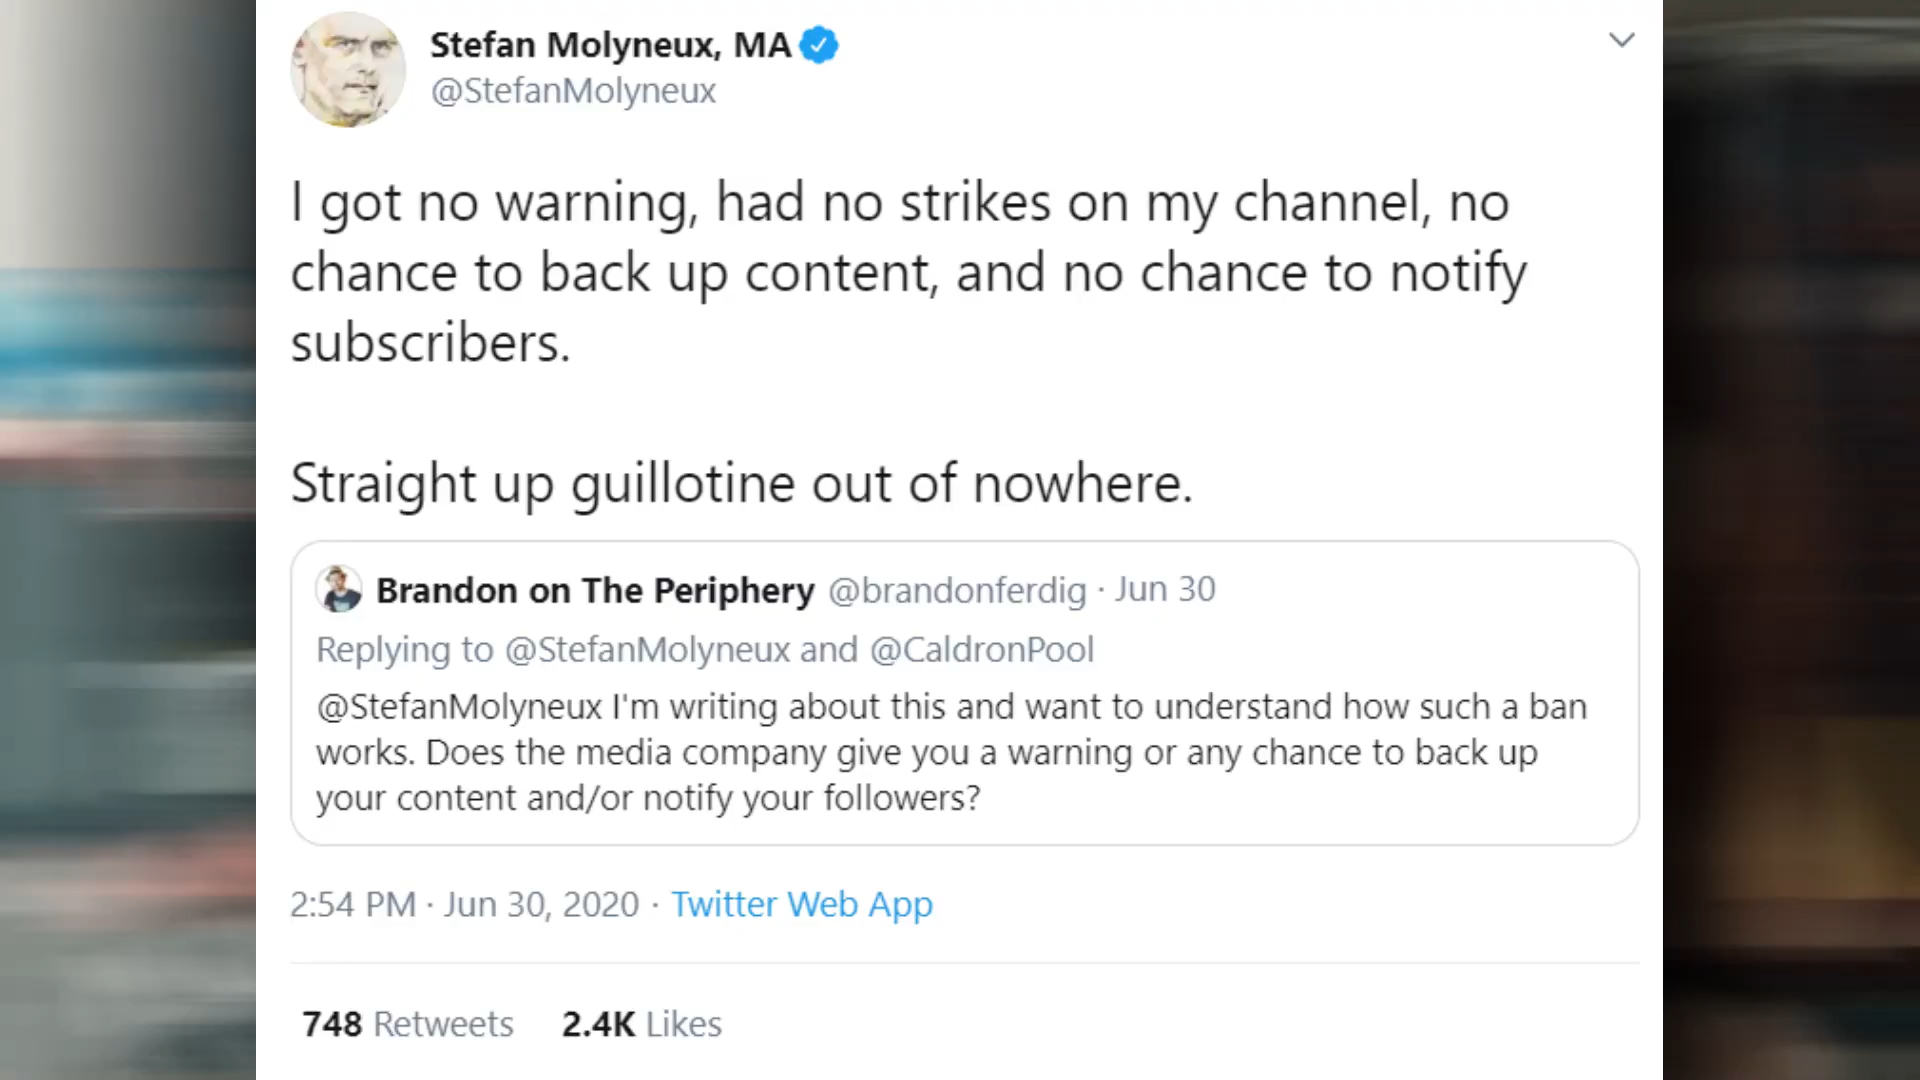 Stefan Molyneux, MA
@StefanMolyneux
I got no warning, had no strikes on my channel, no
chance to back up content, and no chance to notify
subscribers.
Straight up guillotine out of nowhere.
Brandon on The Periphery @brandonferdig · Jun 30
Replying to @StefanMolyneux and @CaldronPool
@StefanMolyneux I'm writing about this and want to understand how such a ban
works. Does the media company give you a warning or any chance to back up
your content and/or notify your followers?
2:54 PM · Jun 30, 2020 · Twitter Web App
748 Retweets 2.4K Likes